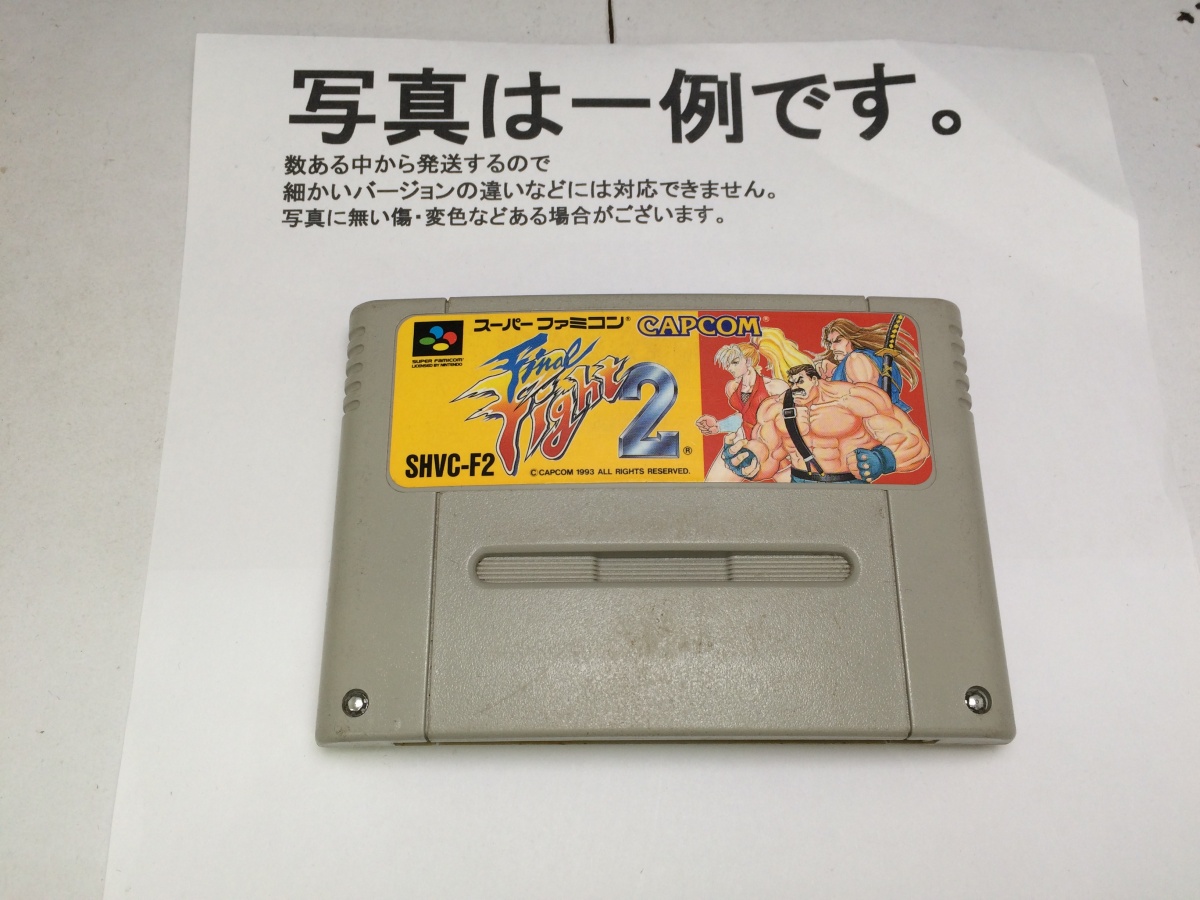 写真は一例です。
数ある中から発送するので
細かいバージョンの違いなどには対応できません。
写真に無い傷・変色などある場合がございます。
スーパーファミコン® CAPCOM®
SUPER FAMICOM
LICENSED BY NINTENDO
Final
Fight 2®
SHVC-F2
©CAPCOM 1993 ALL RIGHTS RESERVED.